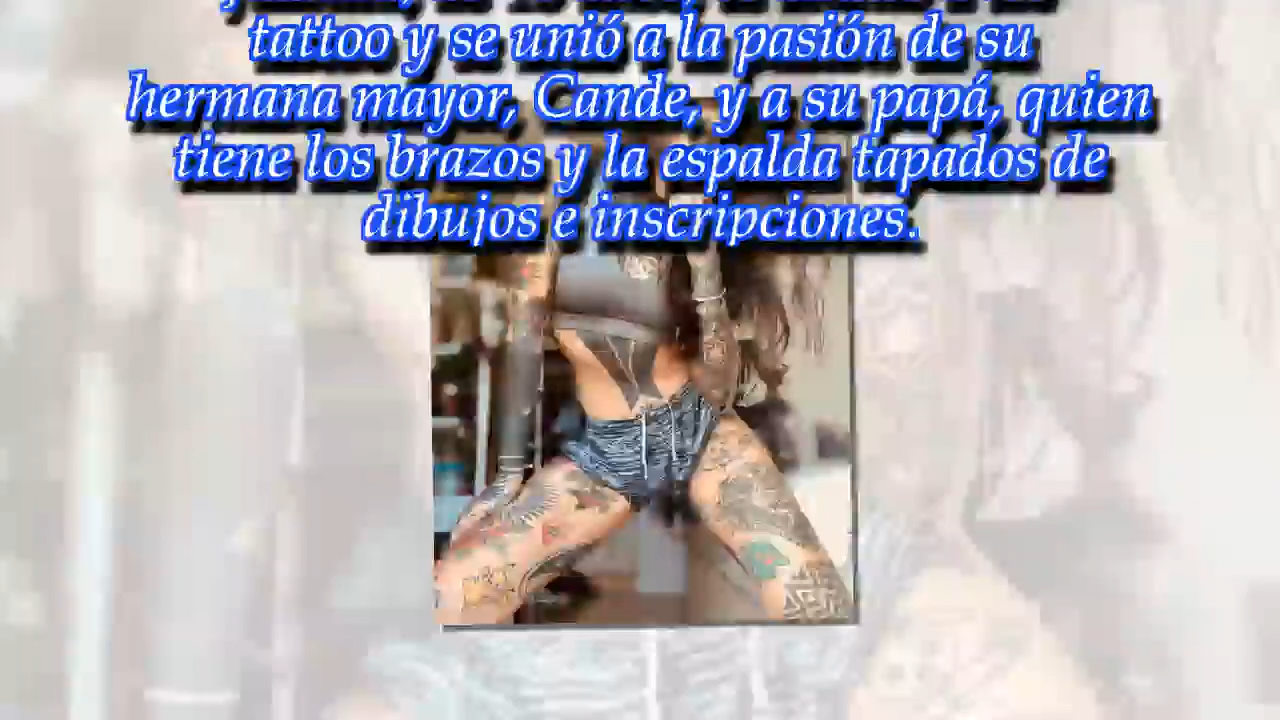 tattoo y se unió a la pasión de su
hermana mayor, Cande, y a su papá, quien
tiene los brazos y la espalda tapados de
dibujos e inscripciones.